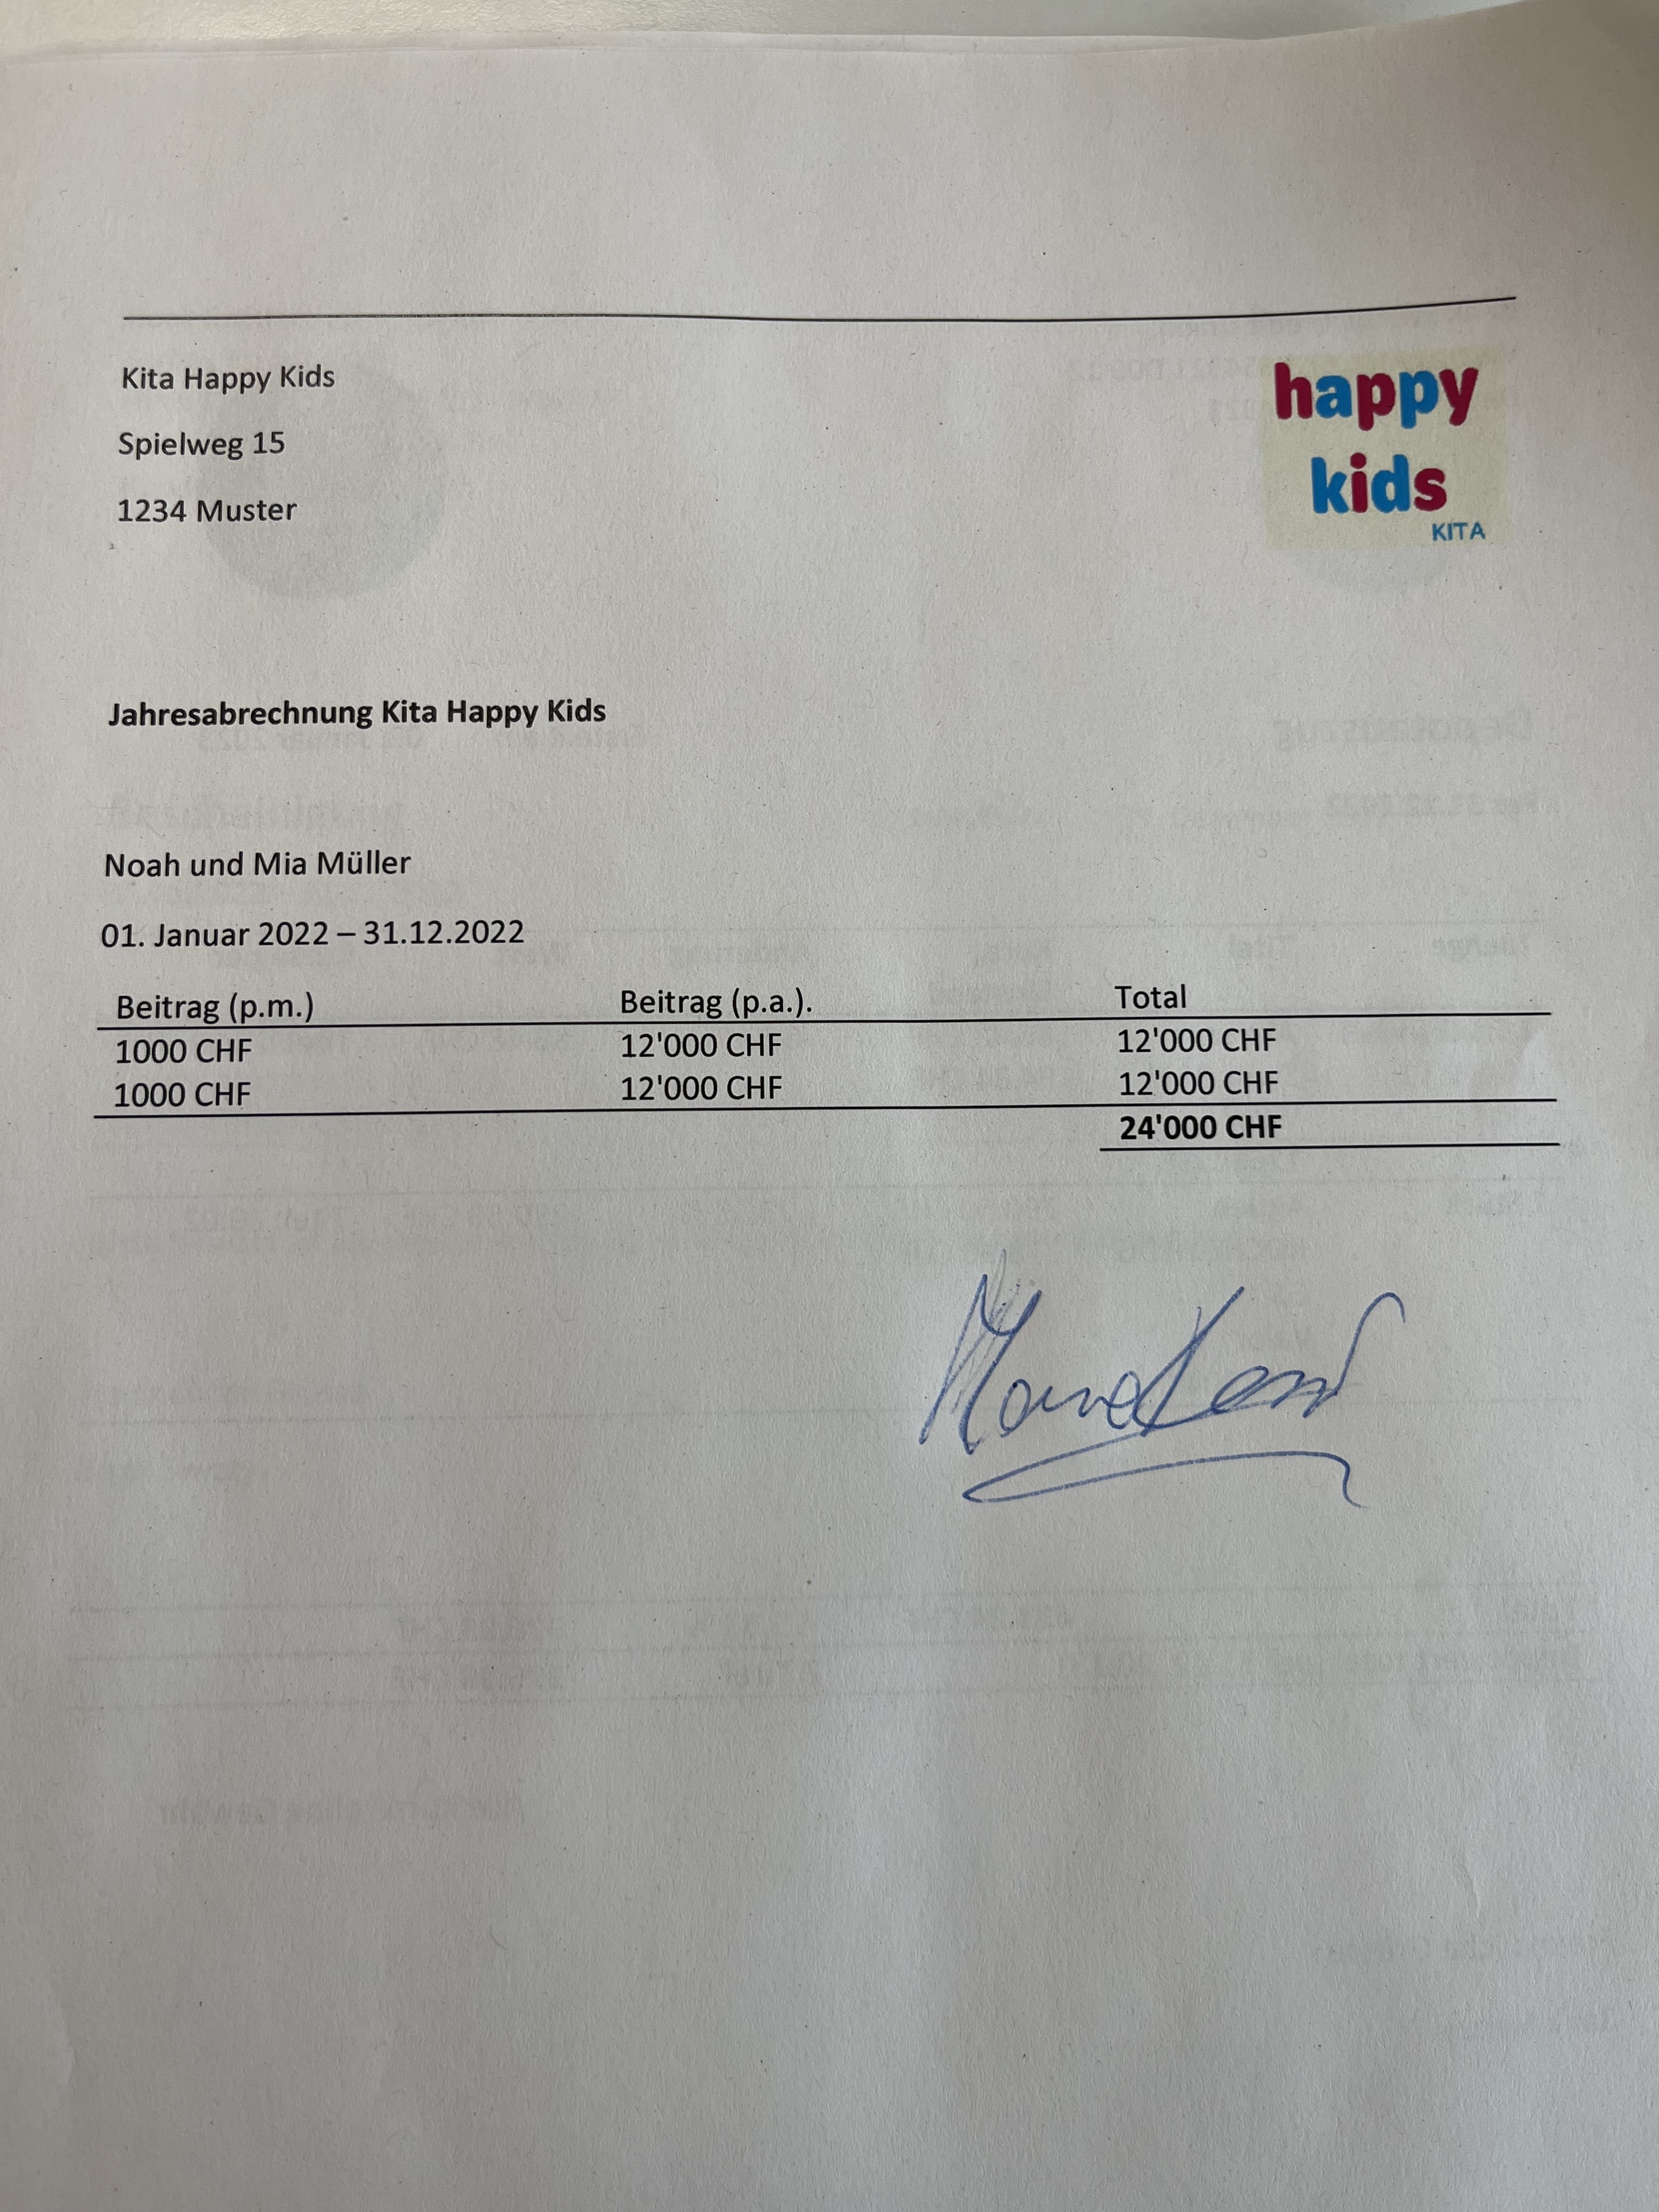 Kita Happy Kids
Spielweg 15
1234 Muster
happy
kids
KITA
Jahresabrechnung Kita Happy Kids
Noah und Mia Müller
01. Januar 2022 – 31.12.2022
Beitrag (p.m.) Beitrag (p.a.). Total
1000 CHF 12'000 CHF 12'000 CHF
1000 CHF 12'000 CHF 12'000 CHF
24'000 CHF